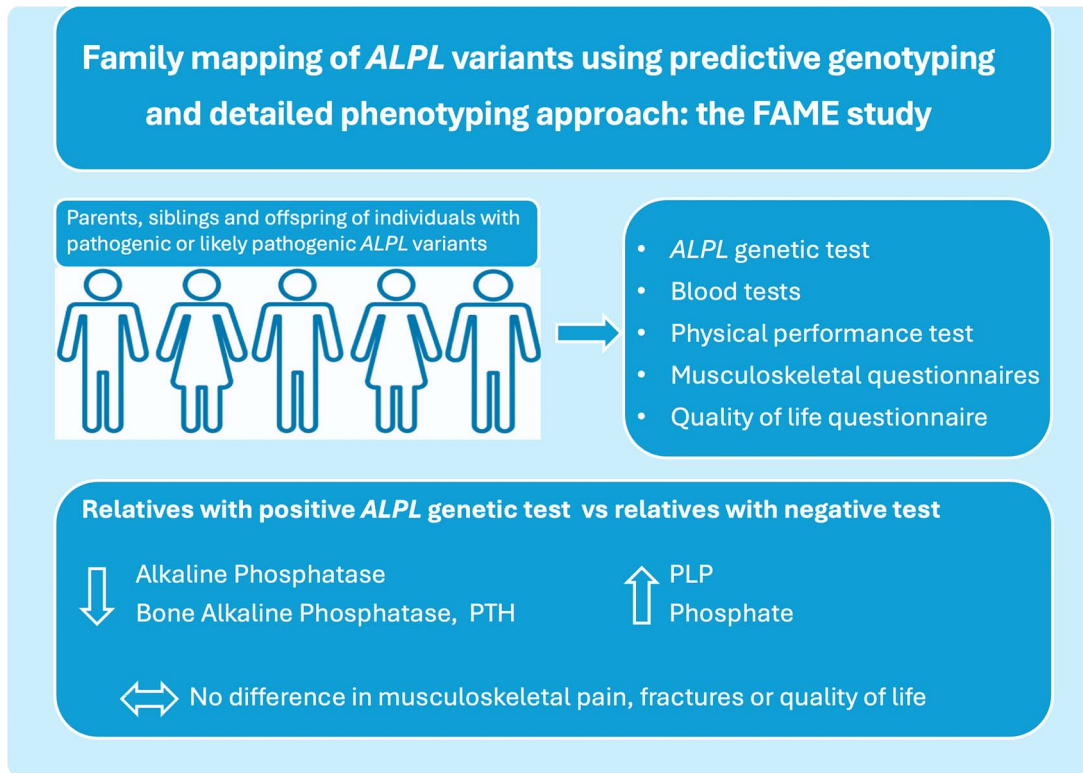 Family mapping of ALPL variants using predictive genotyping
and detailed phenotyping approach: the FAME study
Parents, siblings and offspring of individuals with
pathogenic or likely pathogenic ALPL variants
• ALPL genetic test
• Blood tests
• Physical performance test
• Musculoskeletal questionnaires
• Quality of life questionnaire
Relatives with positive ALPL genetic test vs relatives with negative test
Alkaline Phosphatase
Bone Alkaline Phosphatase, PTH
PLP
Phosphate
No difference in musculoskeletal pain, fractures or quality of life